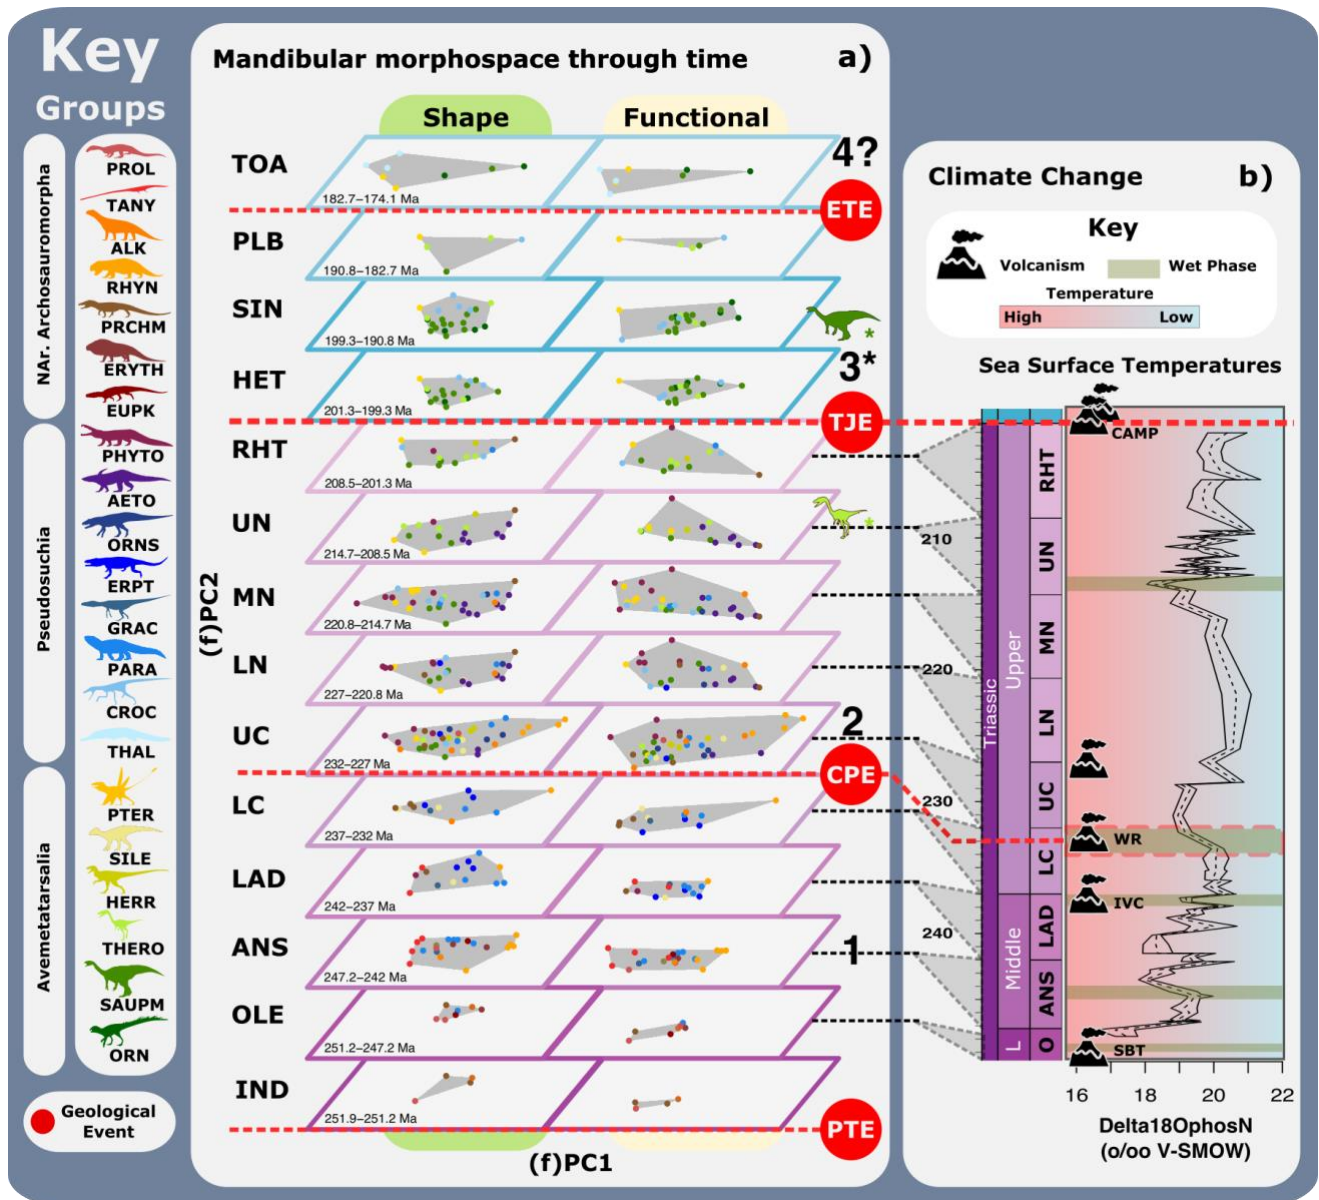 Key
Groups
NAr. Archosauromorpha
PROL
TANY
ALK
RHYN
PRCHM
ERYTH
EUPK
Pseudosuchia
PHYTO
AETO
ORNS
ERPT
GRAC
PARA
CROC
THAL
Avemetatarsalia
PTER
SILE
HERR
THERO
SAUPM
ORN
Geological
Event
Mandibular morphospace through time
a)
Shape
Functional
TOA
182.7–174.1 Ma
4?
ETE
PLB
190.8–182.7 Ma
SIN
199.3–190.8 Ma
*
HET
201.3–199.3 Ma
3*
TJE
RHT
208.5–201.3 Ma
UN
214.7–208.5 Ma
*
MN
220.8–214.7 Ma
LN
227–220.8 Ma
UC
232–227 Ma
2
CPE
LC
237–232 Ma
LAD
242–237 Ma
ANS
247.2–242 Ma
1
OLE
251.2–247.2 Ma
IND
251.9–251.2 Ma
PTE
(f)PC2
(f)PC1
Climate Change
b)
Key
Volcanism
Wet Phase
Temperature
High
Low
Sea Surface Temperatures
CAMP
WR
IVC
SBT
210
220
230
240
Triassic
Upper
Middle
L
RHT
UN
MN
LN
UC
LC
LAD
ANS
O
16
18
20
22
Delta18OphosN
(o/oo V-SMOW)